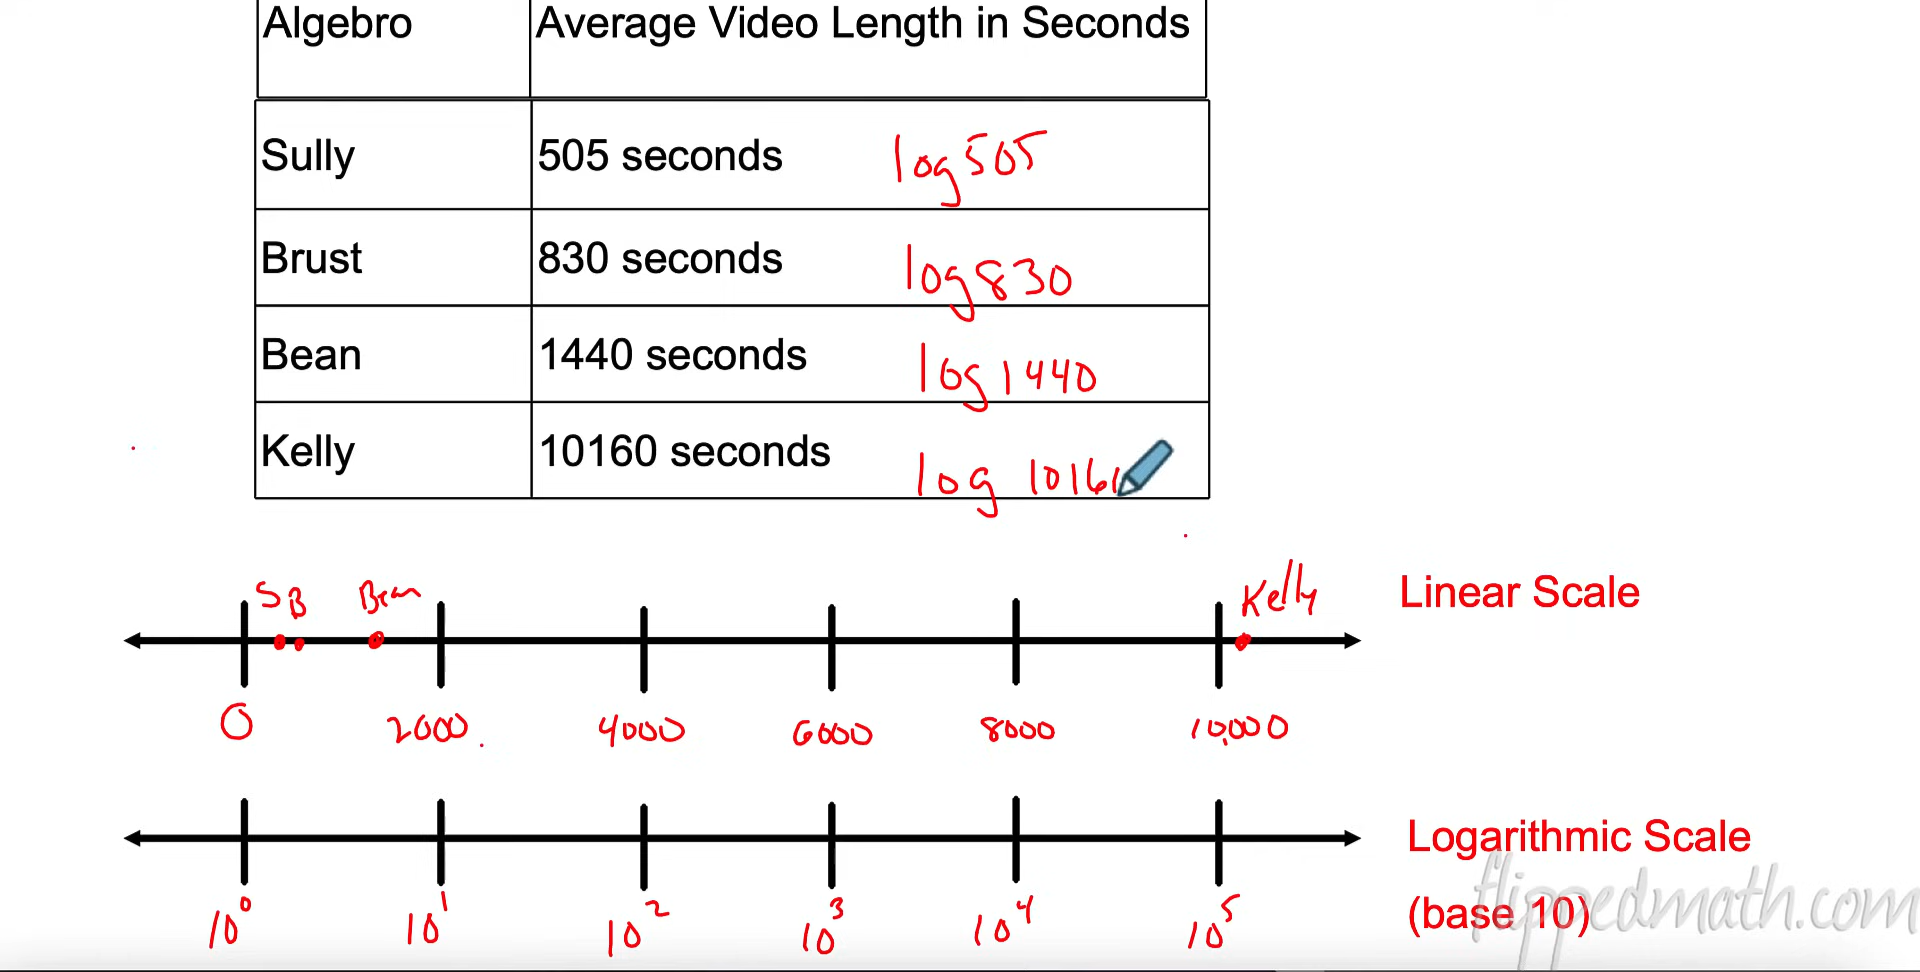 Algebro Average Video Length in Seconds
Sully 505 seconds log 505
Brust 830 seconds log 830
Bean 1440 seconds log 1440
Kelly 10160 seconds log 1016
S B Bean Kelly Linear Scale
0 2000 4000 6000 8000 10,000
Logarithmic Scale
10⁰ 10¹ 10² 10³ 10⁴ 10⁵ (base 10)
flippedmath.com